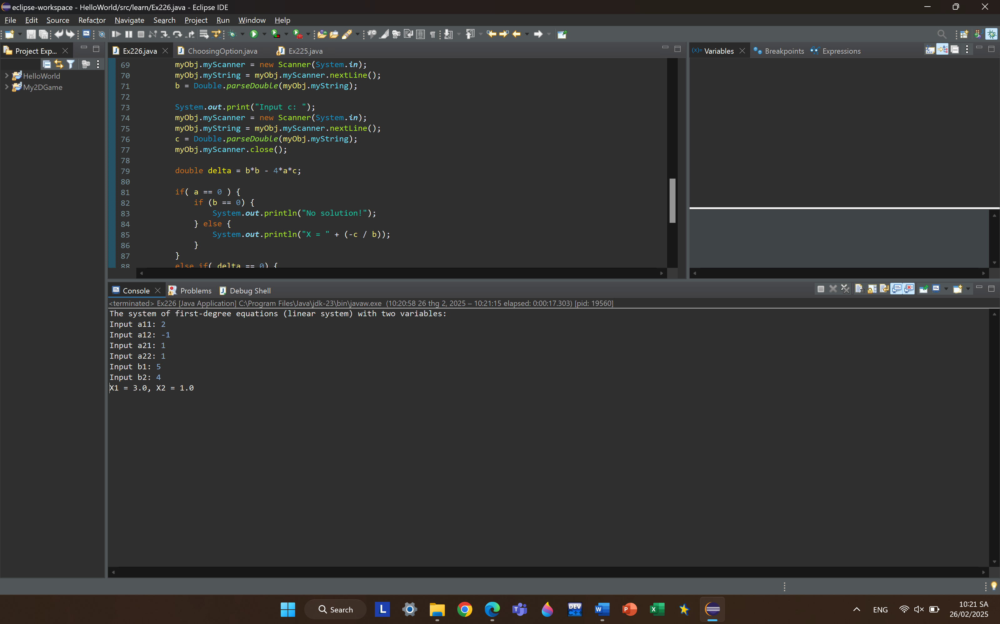 eclipse-workspace - HelloWorld/src/learn/Ex226.java - Eclipse IDE
File Edit Source Refactor Navigate Search Project Run Window Help
Project Exp...
HelloWorld
My2DGame
Ex226.java ChoosingOption.java Ex225.java
69 myObj.myScanner = new Scanner(System.in);
70 myObj.myString = myObj.myScanner.nextLine();
71 b = Double.parseDouble(myObj.myString);
72
73 System.out.print("Input c: ");
74 myObj.myScanner = new Scanner(System.in);
75 myObj.myString = myObj.myScanner.nextLine();
76 c = Double.parseDouble(myObj.myString);
77 myObj.myScanner.close();
78
79 double delta = b*b - 4*a*c;
80
81 if( a == 0 ) {
82 if (b == 0) {
83 System.out.println("No solution!");
84 } else {
85 System.out.println("X = " + (-c / b));
86 }
87 }
88 else if( delta == 0) {
(x)= Variables Breakpoints Expressions
Console Problems Debug Shell
<terminated> Ex226 [Java Application] C:\Program Files\Java\jdk-23\bin\javaw.exe (10:20:58 26 thg 2, 2025 – 10:21:15 elapsed: 0:00:17.303) [pid: 19560]
The system of first-degree equations (linear system) with two variables:
Input a11: 2
Input a12: -1
Input a21: 1
Input a22: 1
Input b1: 5
Input b2: 4
X1 = 3.0, X2 = 1.0
Search
L
DEV C++
ENG
10:21 SA
26/02/2025